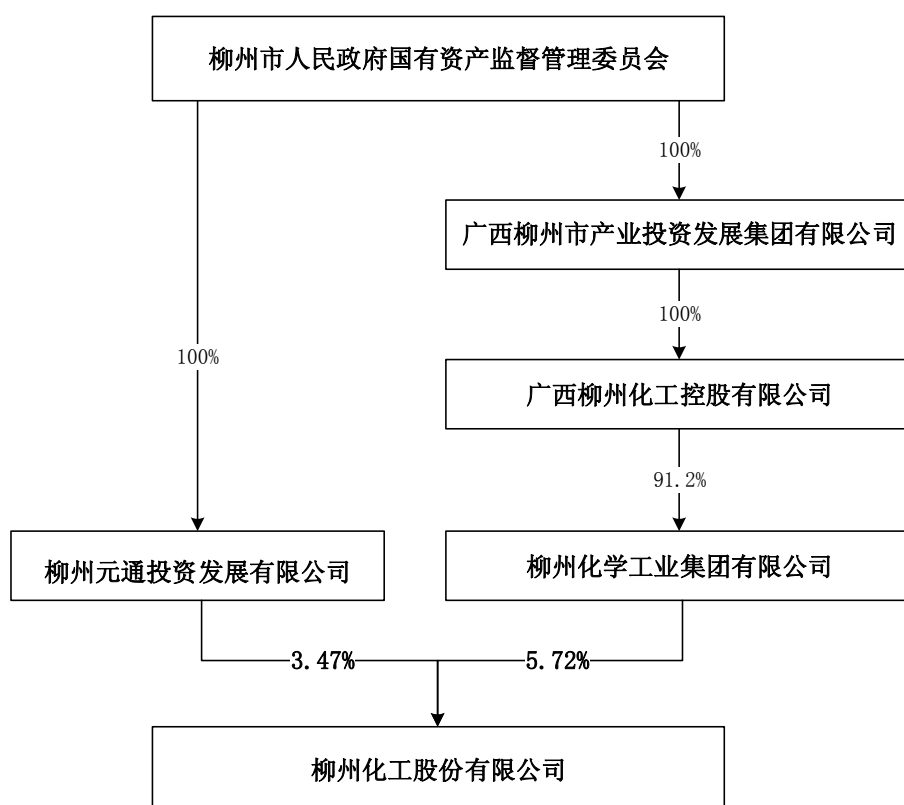 柳州市人民政府国有资产监督管理委员会
100%
广西柳州市产业投资发展集团有限公司
100%
100%
广西柳州化工控股有限公司
91.2%
柳州元通投资发展有限公司
柳州化学工业集团有限公司
3.47%
5.72%
柳州化工股份有限公司